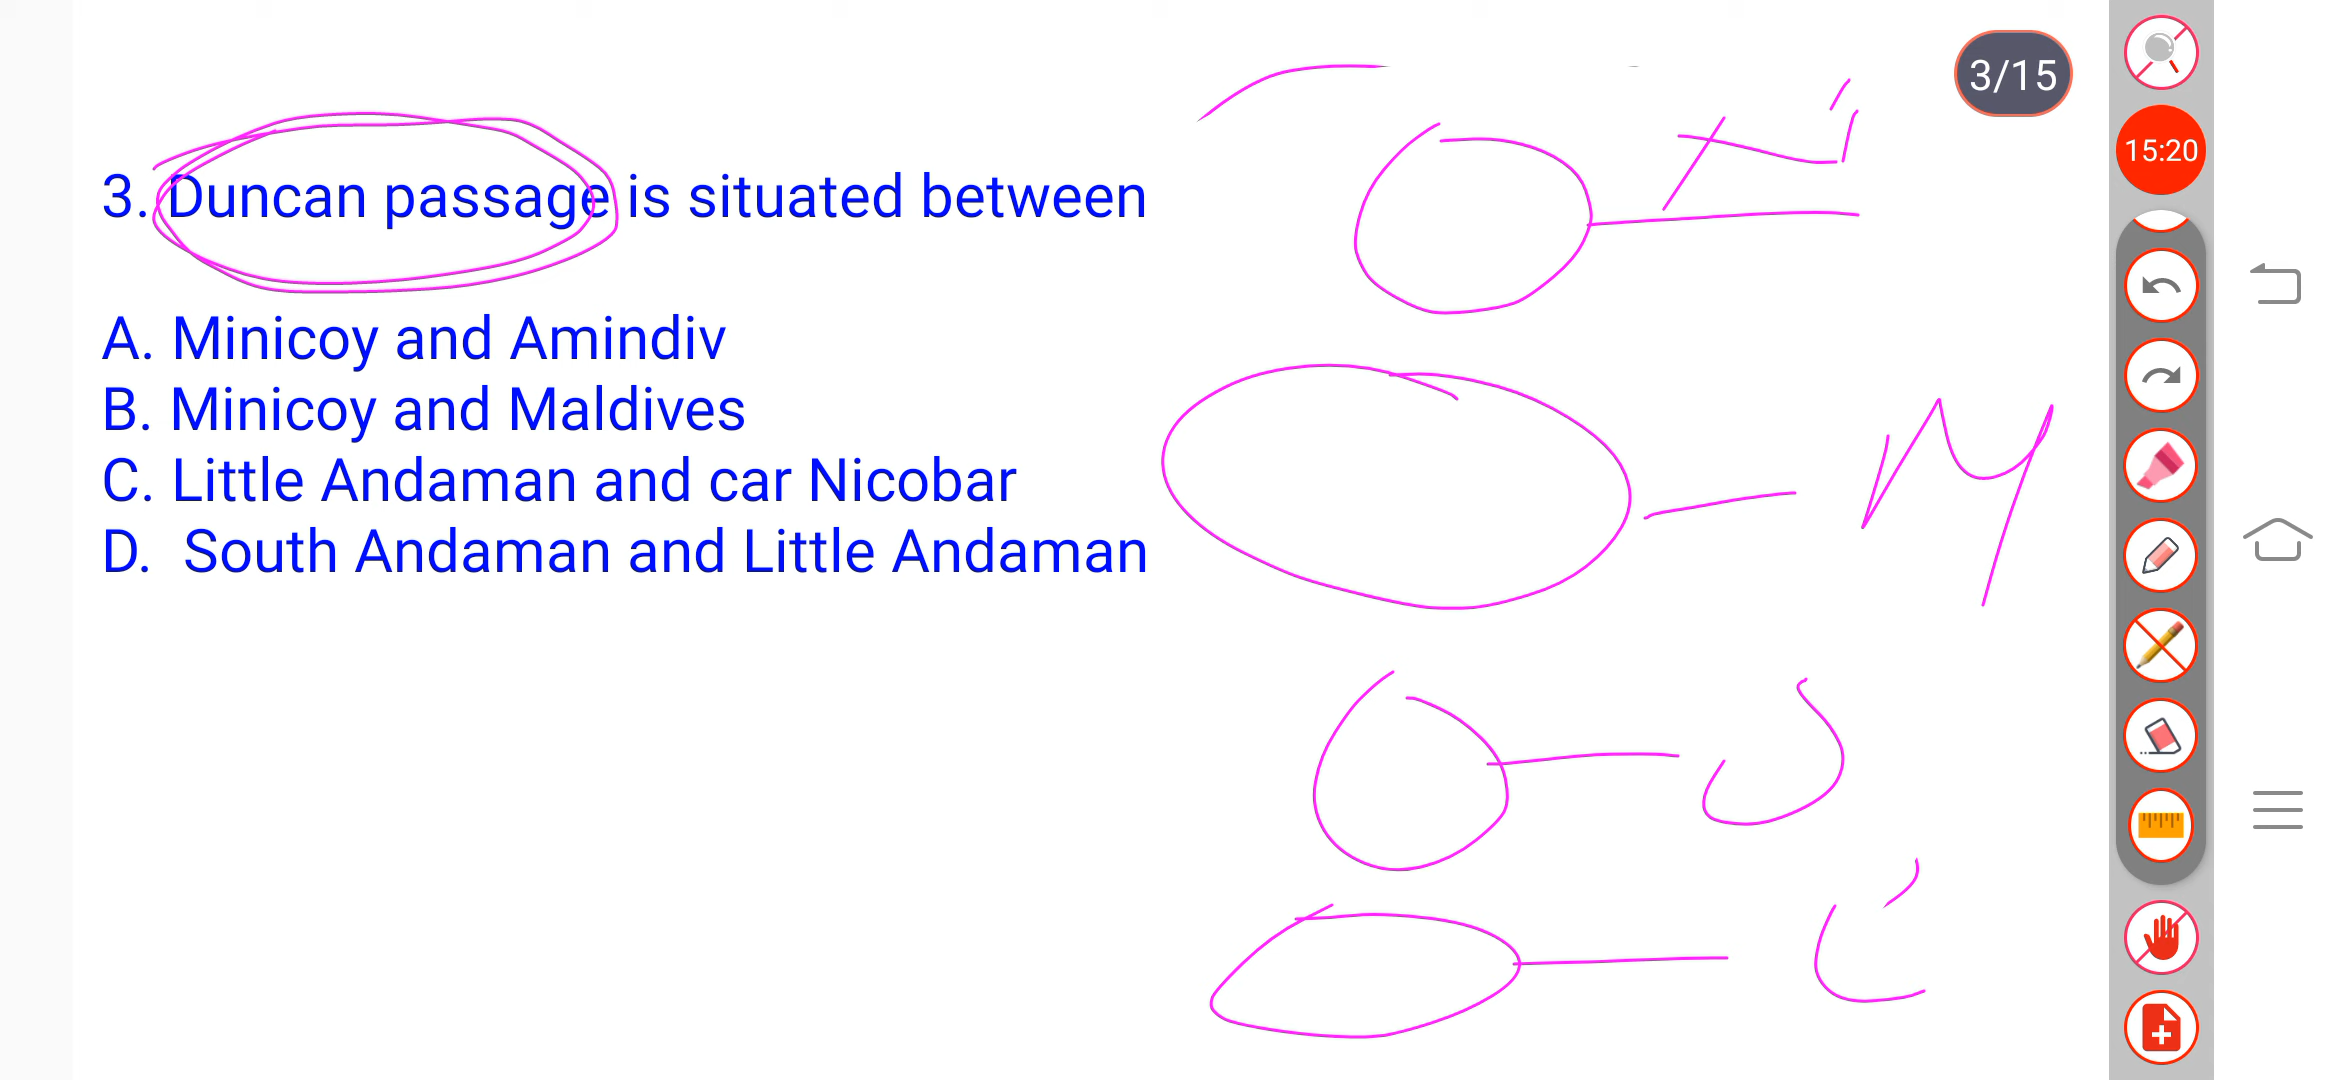 3/15
15:20
3. Duncan passage is situated between
A. Minicoy and Amindiv
B. Minicoy and Maldives
C. Little Andaman and car Nicobar
D. South Andaman and Little Andaman